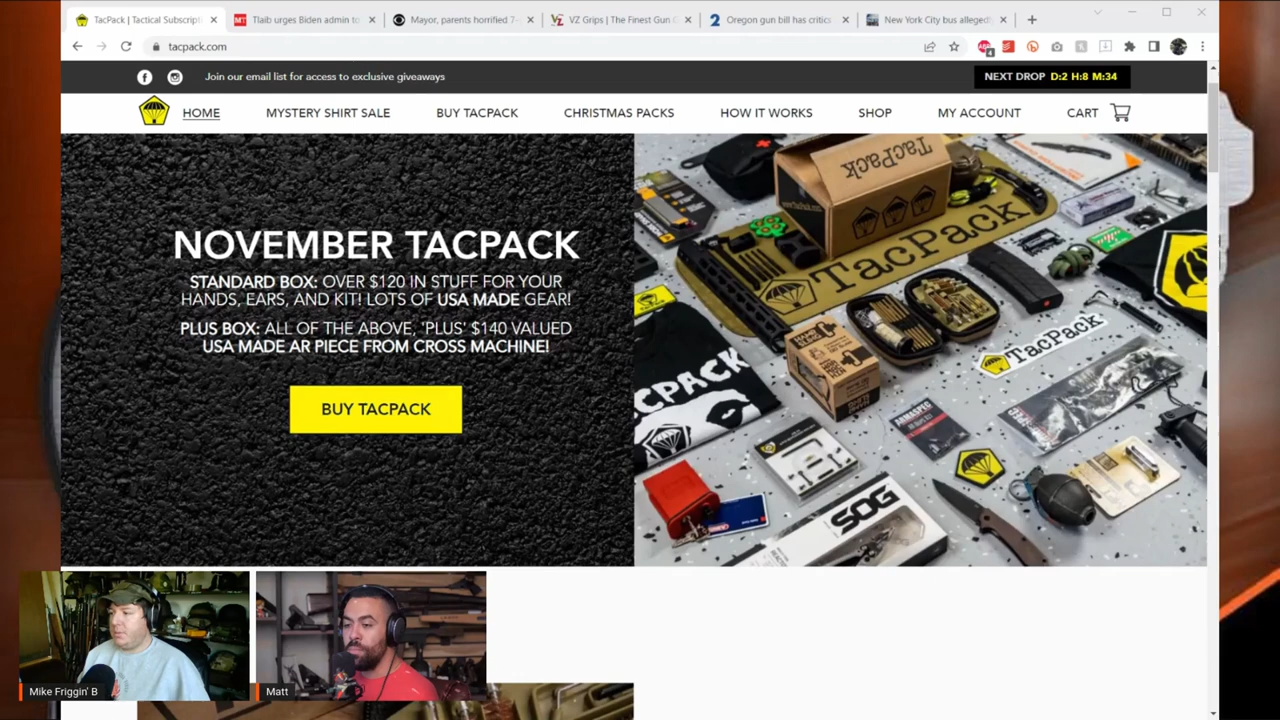 TacPack | Tactical Subscripti
Tlaib urges Biden admin to
Mayor, parents horrified 7-
VZ Grips | The Finest Gun G
Oregon gun bill has critics
New York City bus allegedly
tacpack.com
Join our email list for access to exclusive giveaways
NEXT DROP D:2 H:8 M:34
HOME
MYSTERY SHIRT SALE
BUY TACPACK
CHRISTMAS PACKS
HOW IT WORKS
SHOP
MY ACCOUNT
CART
NOVEMBER TACPACK
STANDARD BOX: OVER $120 IN STUFF FOR YOUR
HANDS, EARS, AND KIT! LOTS OF USA MADE GEAR!
PLUS BOX: ALL OF THE ABOVE, 'PLUS' $140 VALUED
USA MADE AR PIECE FROM CROSS MACHINE!
BUY TACPACK
TacPack
TacPack
TacPack
TACPACK
ARMASPEC
SOG
Mike Friggin' B
Matt